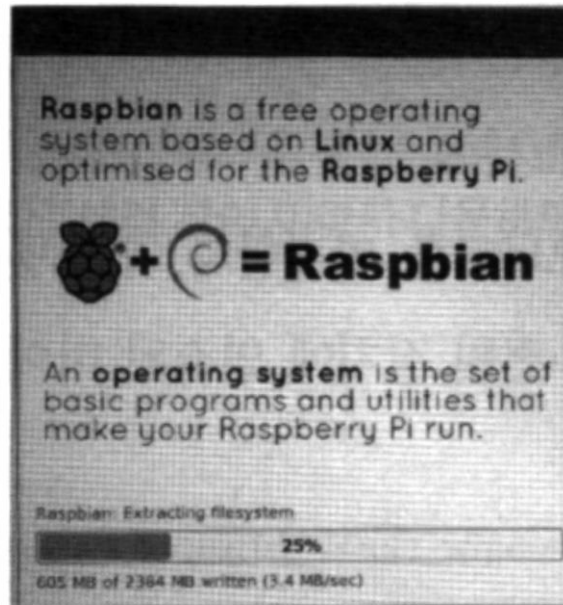 Raspbian is a free operating
system based on Linux and
optimised for the Raspberry Pi.
+ = Raspbian
An operating system is the set of
basic programs and utilities that
make your Raspberry Pi run.
Raspbian: Extracting filesystem
25%
605 MB of 2384 MB written (3.4 MB/sec)